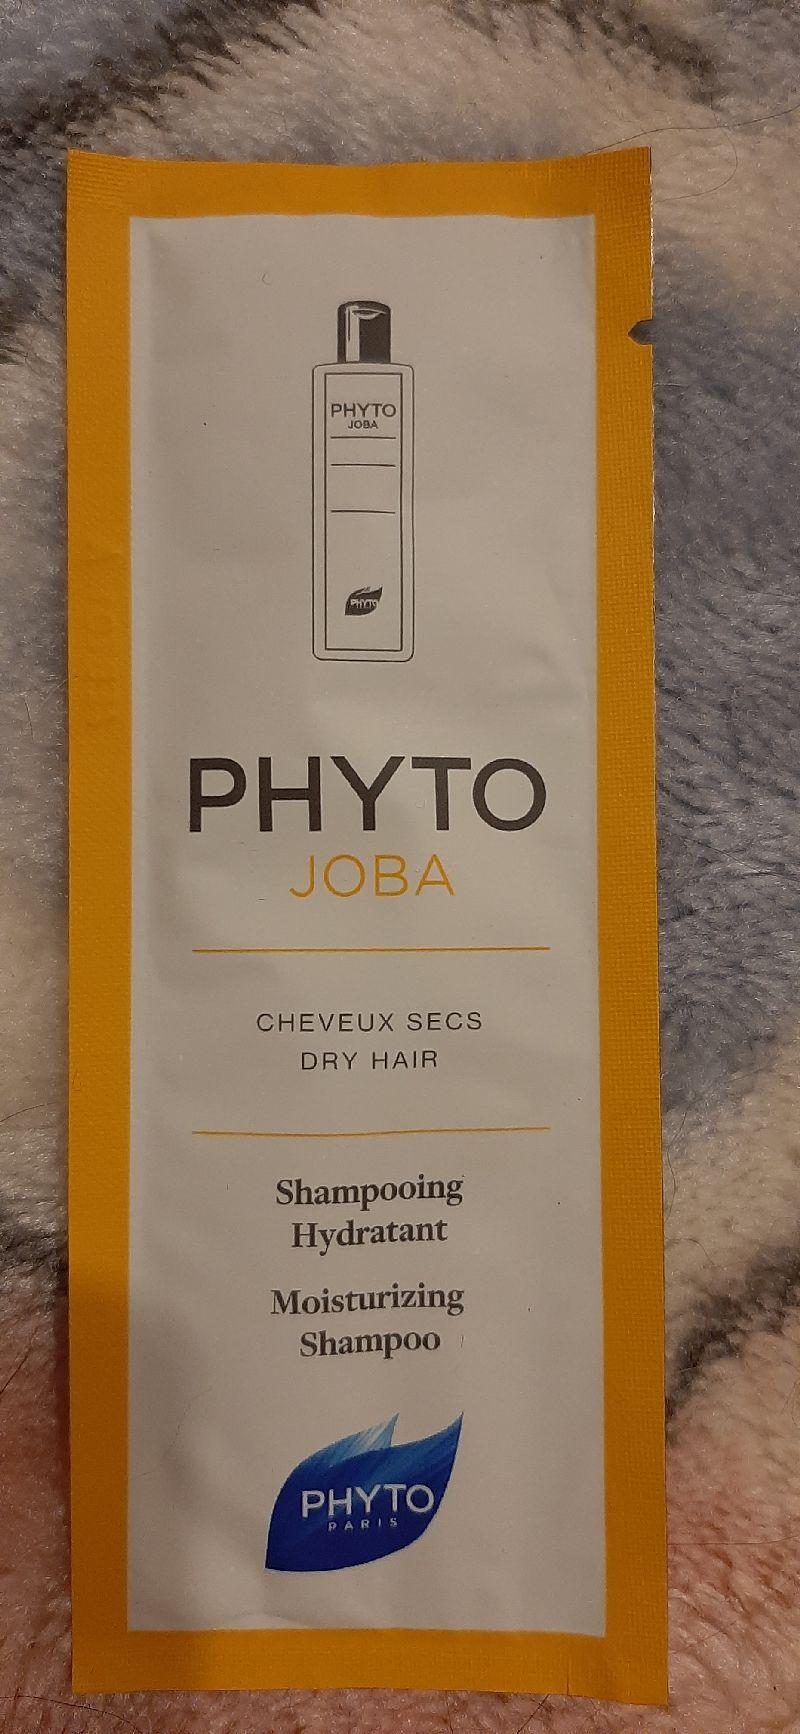 PHYTO
JOBA
PHYTO
PHYTO
JOBA
CHEVEUX SECS
DRY HAIR
Shampooing
Hydratant
Moisturizing
Shampoo
PHYTO
PARIS